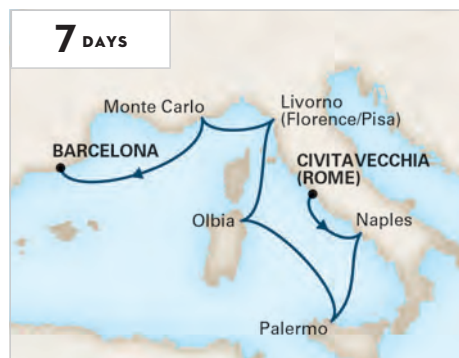 7 DAYS
Monte Carlo
Livorno
(Florence/Pisa)
BARCELONA
CIVITAVECCHIA
(ROME)
Olbia
Naples
Palermo